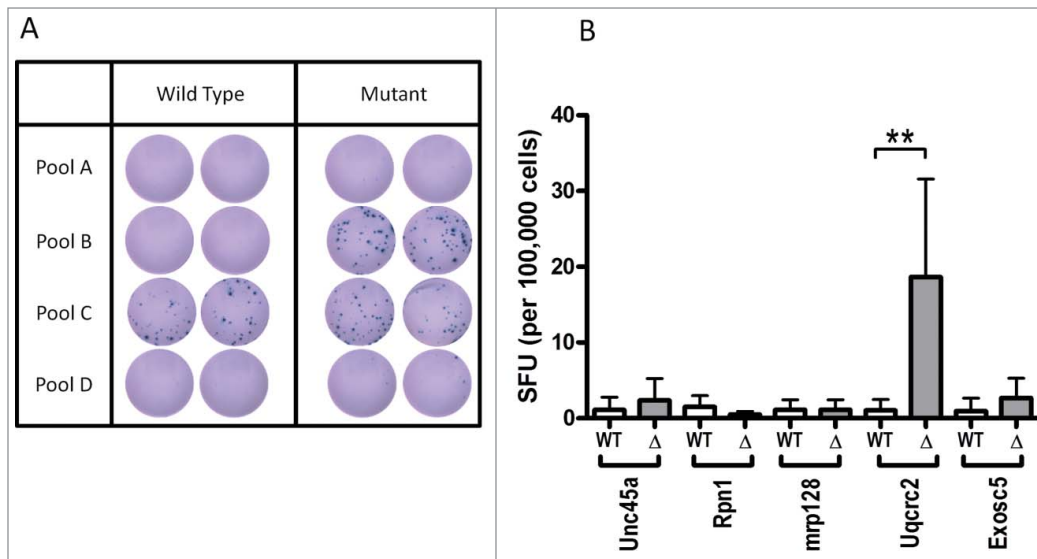 A
Wild Type Mutant
Pool A
Pool B
Pool C
Pool D
B
SFU (per 100,000 cells)
40
30
20
10
0
**
WT Δ WT Δ WT Δ WT Δ WT Δ
Unc45a Rpn1 mrp128 Uqcrc2 Exosc5